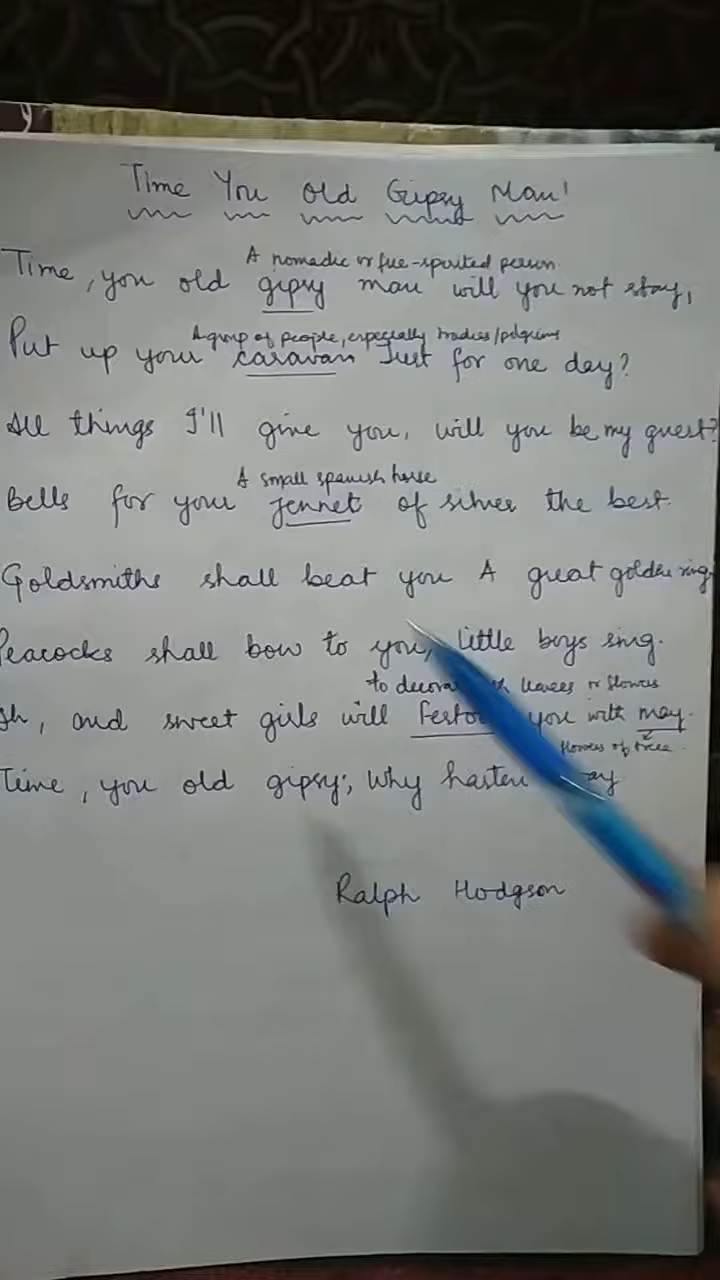 Time You Old Gipsy Man!
A nomadic or free-spirited person
Time, you old gipsy man will you not stay,
A group of people, especially trades/pilgrims
Put up your caravan Just for one day?
All things I'll give you, will you be my guest?
A small spanish horse
Bells for your jennet of silver the best.
Goldsmiths shall beat you A great golden ring,
Peacocks shall bow to you, little boys sing.
to leaves or flowers
and sweet girls will you with may.
flowers of trees
Time, you old gipsy, Why hasten
Ralph Hodgson